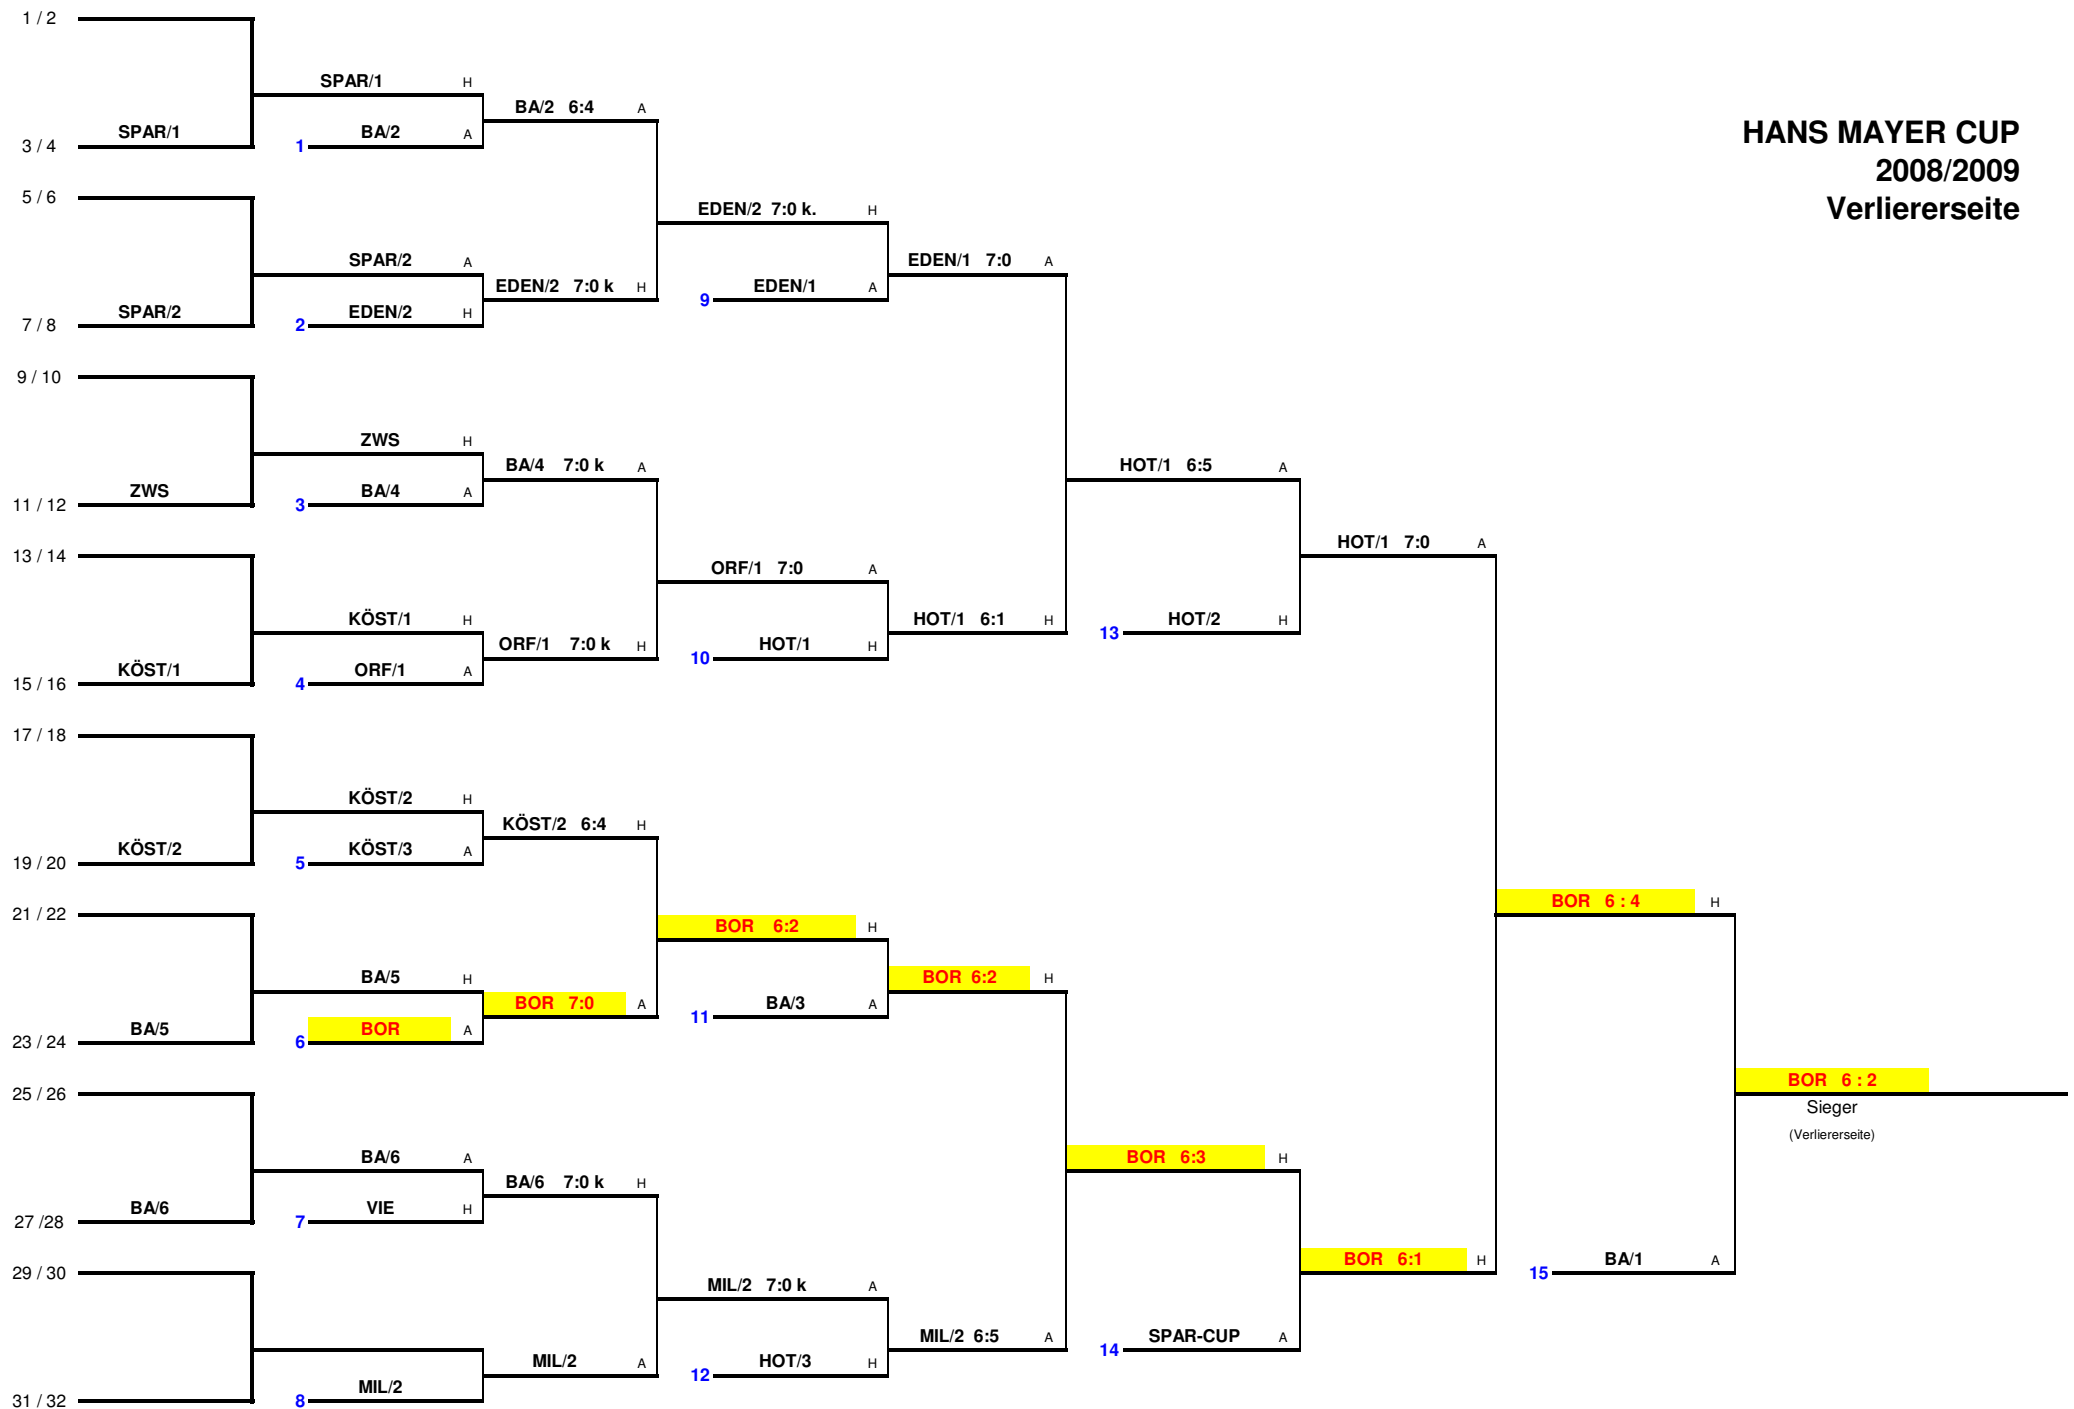 1 / 2
SPAR/1 H
BA/2 6:4 A
HANS MAYER CUP
3 / 4 SPAR/1 1 BA/2 A
2008/2009
5 / 6
EDEN/2 7:0 k. H
Verliererseite
SPAR/2 A
EDEN/1 7:0 A
EDEN/2 7:0 k H
9 EDEN/1 A
7 / 8 SPAR/2 2 EDEN/2 H
9 / 10
ZWS H
BA/4 7:0 k A
HOT/1 6:5 A
11 / 12 ZWS 3 BA/4 A
13 / 14
HOT/1 7:0 A
ORF/1 7:0 A
KÖST/1 H
HOT/1 6:1 H
13 HOT/2 H
ORF/1 7:0 k H
10 HOT/1 H
15 / 16 KÖST/1 4 ORF/1 A
17 / 18
KÖST/2 H
KÖST/2 6:4 H
19 / 20 KÖST/2 5 KÖST/3 A
21 / 22
BOR 6 : 4 H
BOR 6:2 H
BA/5 H
BOR 6:2 H
BOR 7:0 A
11 BA/3 A
23 / 24 BA/5 6 BOR A
25 / 26
BOR 6 : 2
Sieger
(Verliererseite)
BA/6 A
BOR 6:3 H
BA/6 7:0 k H
27 /28 BA/6 7 VIE H
29 / 30
BOR 6:1 H
15 BA/1 A
MIL/2 7:0 k A
MIL/2 6:5 A
14 SPAR-CUP A
MIL/2 A
12 HOT/3 H
31 / 32 8 MIL/2